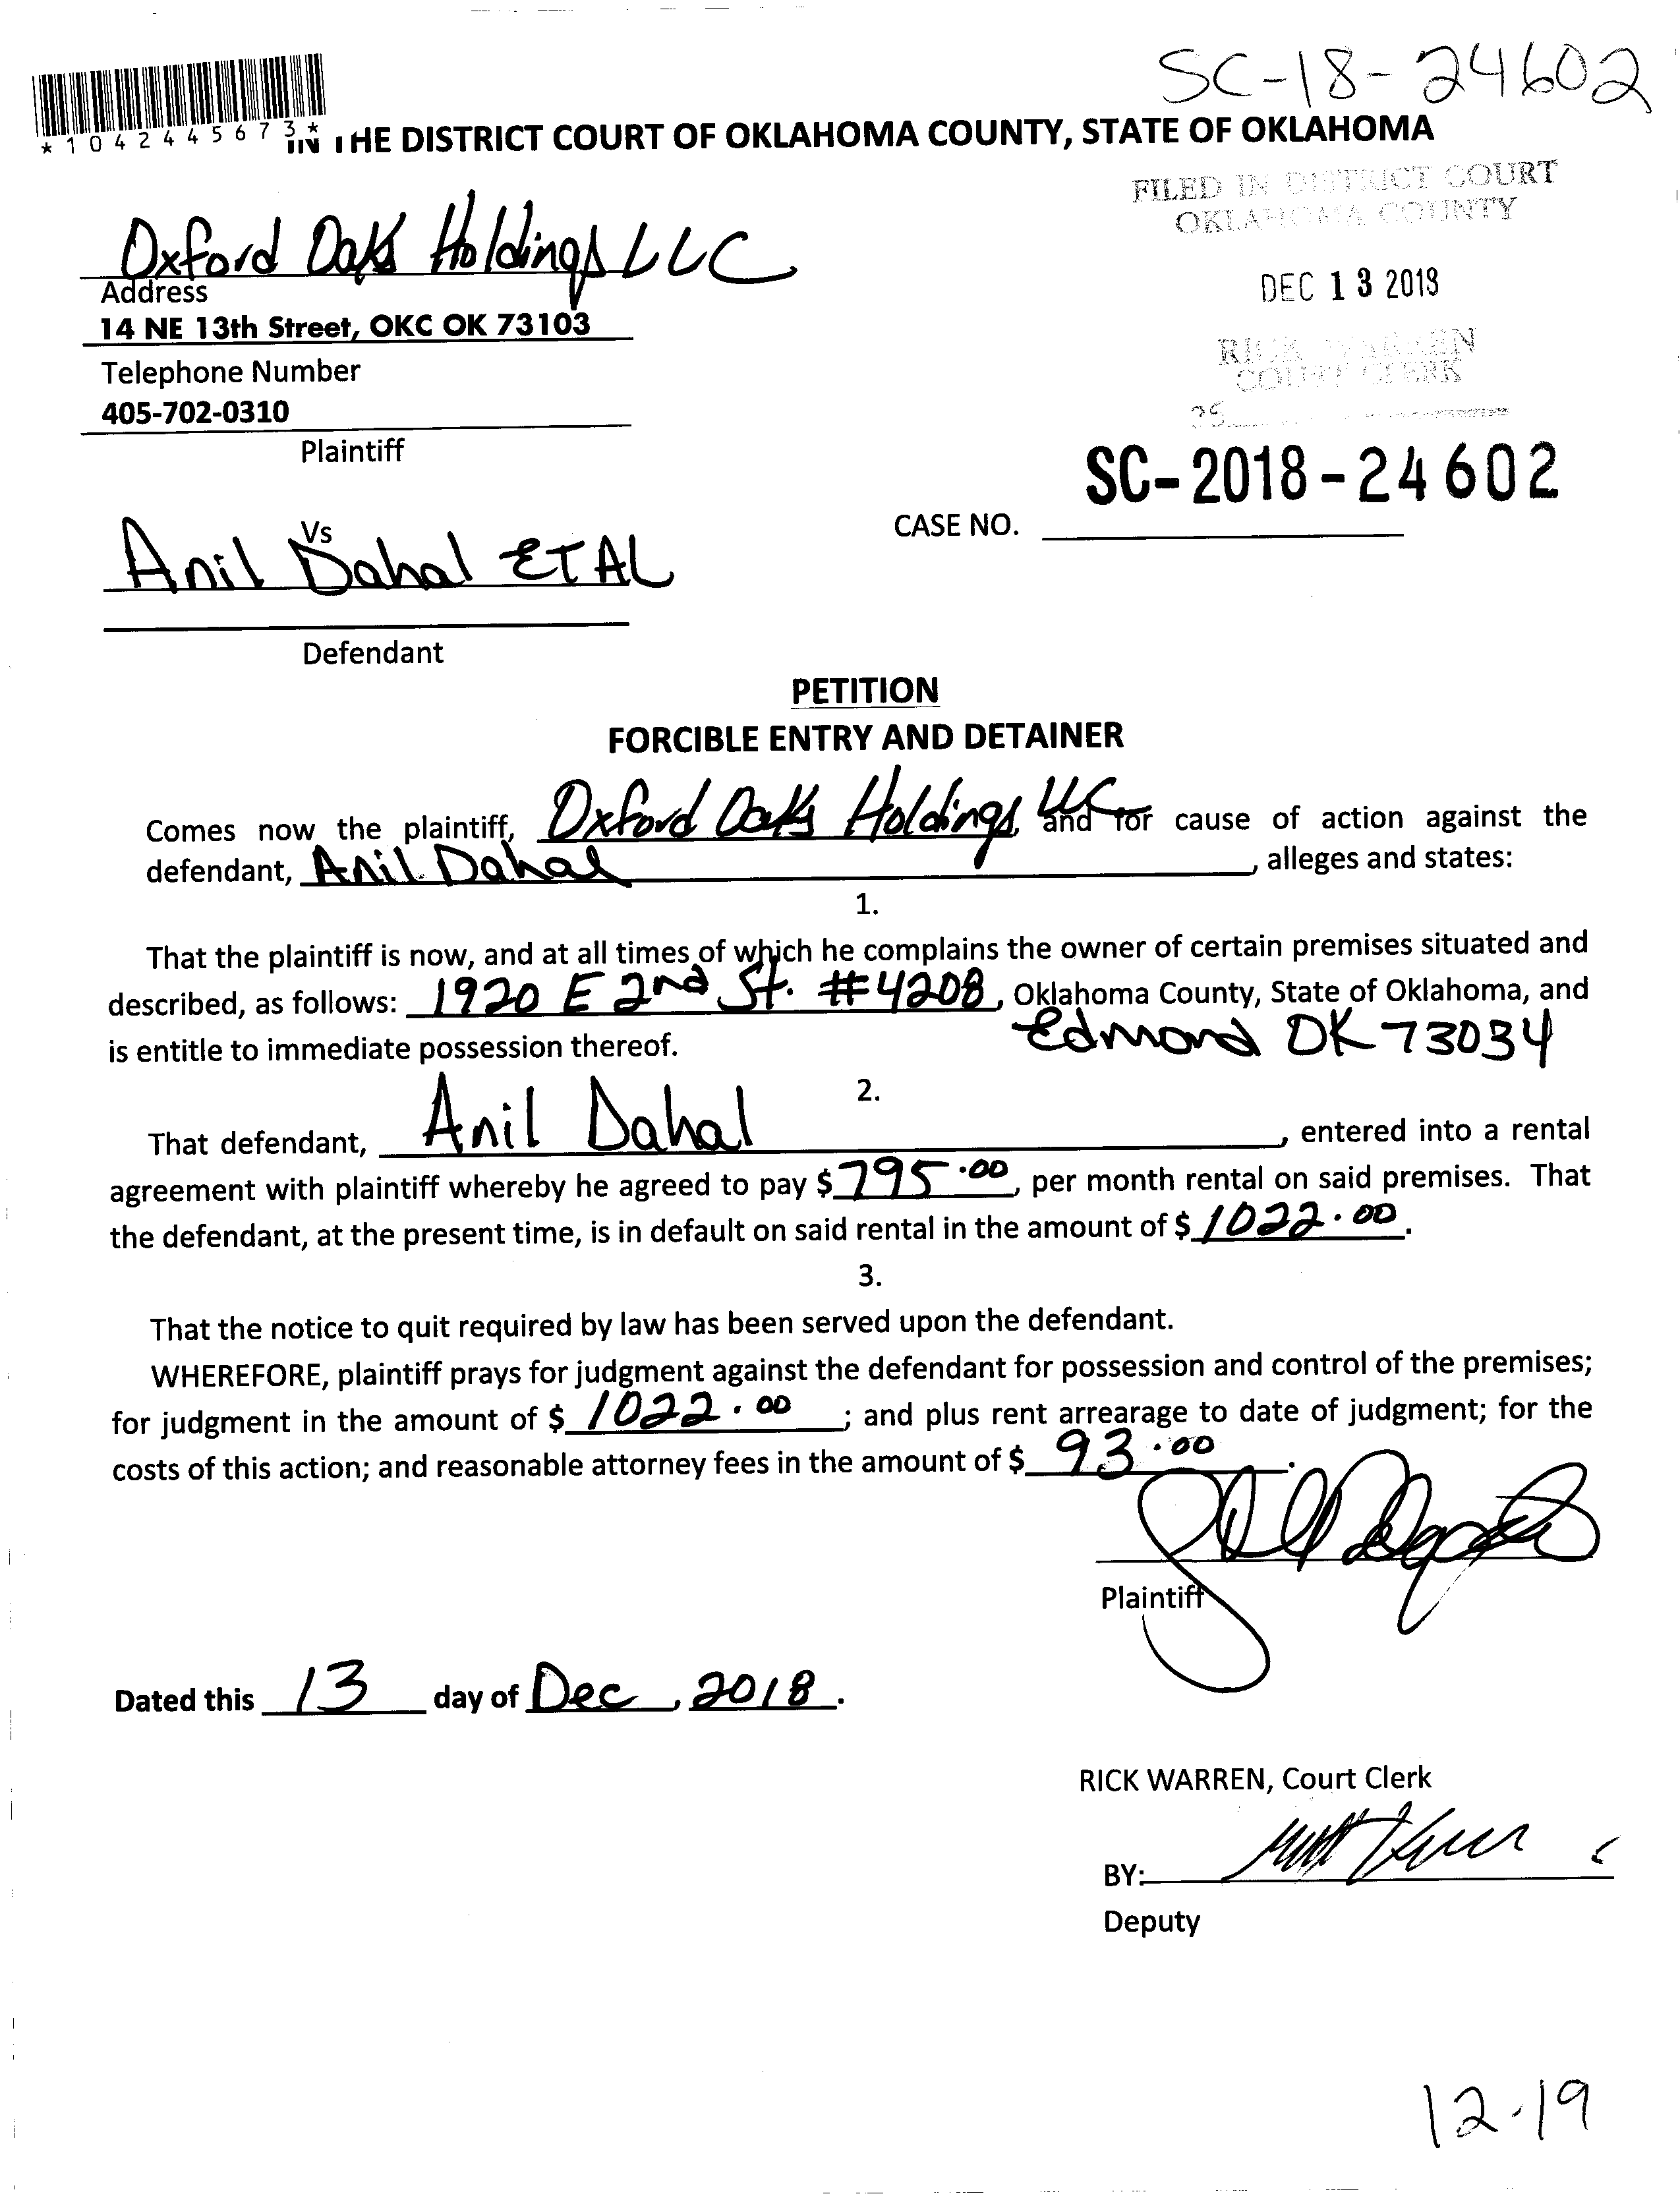 SC-18-24602
*1042445673*
IN THE DISTRICT COURT OF OKLAHOMA COUNTY, STATE OF OKLAHOMA
FILED IN DISTRICT COURT
OKLAHOMA COUNTY
Oxford Oaks Holdings LLC
Address
DEC 13 2018
14 NE 13th Street, OKC OK 73103
RICK WARREN
COURT CLERK
Telephone Number
405-702-0310
Plaintiff
SC-2018-24602
CASE NO.
Vs
Anil Dahal ET AL
Defendant
PETITION
FORCIBLE ENTRY AND DETAINER
Comes now the plaintiff, Oxford Oaks Holdings, LLC and for cause of action against the
defendant, Anil Dahal, alleges and states:
1.
That the plaintiff is now, and at all times of which he complains the owner of certain premises situated and
described, as follows: 1920 E 2nd St. #4208, Oklahoma County, State of Oklahoma, and
is entitle to immediate possession thereof. Edmond OK 73034
2.
That defendant, Anil Dahal, entered into a rental
agreement with plaintiff whereby he agreed to pay $795.00, per month rental on said premises. That
the defendant, at the present time, is in default on said rental in the amount of $1022.00.
3.
That the notice to quit required by law has been served upon the defendant.
WHEREFORE, plaintiff prays for judgment against the defendant for possession and control of the premises;
for judgment in the amount of $1022.00; and plus rent arrearage to date of judgment; for the
costs of this action; and reasonable attorney fees in the amount of $93.00.
Plaintiff
Dated this 13 day of Dec, 2018.
RICK WARREN, Court Clerk
BY:
Deputy
12-19